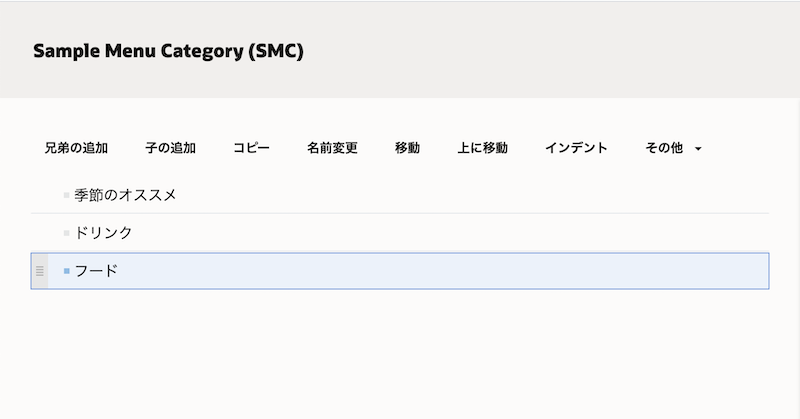 Sample Menu Category (SMC)
兄弟の追加 子の追加 コピー 名前変更 移動 上に移動 インデント その他
季節のオススメ
ドリンク
フード